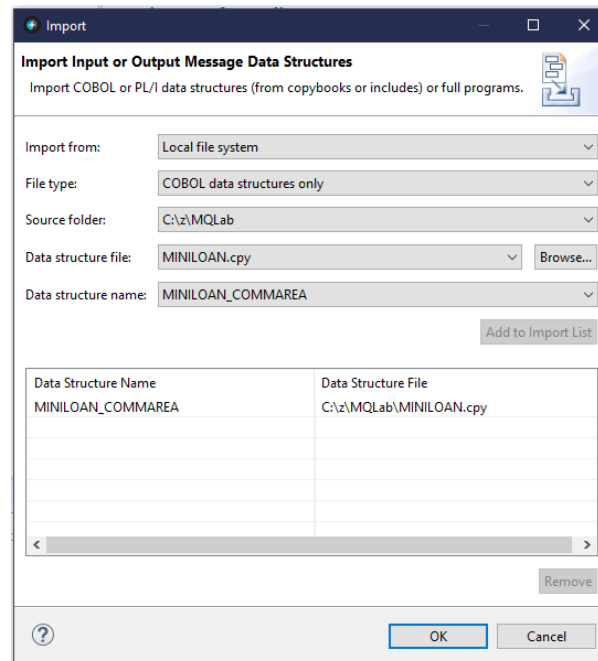 Import
Import Input or Output Message Data Structures
Import COBOL or PL/I data structures (from copybooks or includes) or full programs.
Import from: Local file system
File type: COBOL data structures only
Source folder: C:\z\MQLab
Data structure file: MINILOAN.cpy Browse...
Data structure name: MINILOAN_COMMAREA
Add to Import List
Data Structure Name Data Structure File
MINILOAN_COMMAREA C:\z\MQLab\MINILOAN.cpy
Remove
? OK Cancel